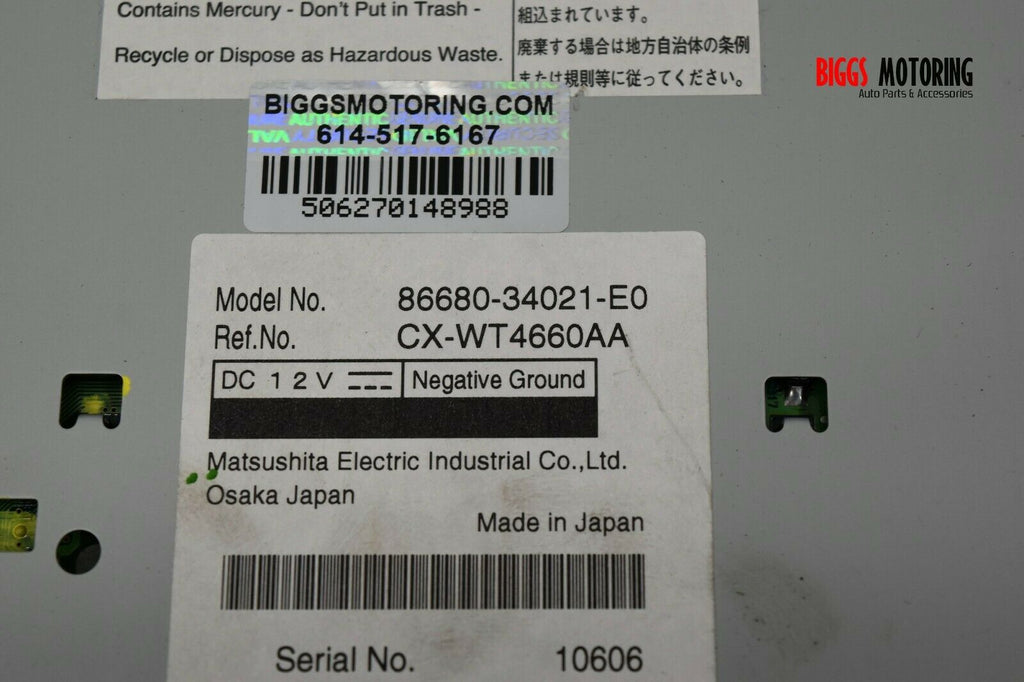 Contains Mercury - Don't Put in Trash -
Recycle or Dispose as Hazardous Waste.
組込まれています。
廃棄する場合は地方自治体の条例
または規則等に従ってください。
BIGGS MOTORING
Auto Parts & Accessories
BIGGSMOTORING.COM
614-517-6167
506270148988
Model No. 86680-34021-E0
Ref.No. CX-WT4660AA
DC 12V Negative Ground
Matsushita Electric Industrial Co.,Ltd.
Osaka Japan
Made in Japan
Serial No. 10606